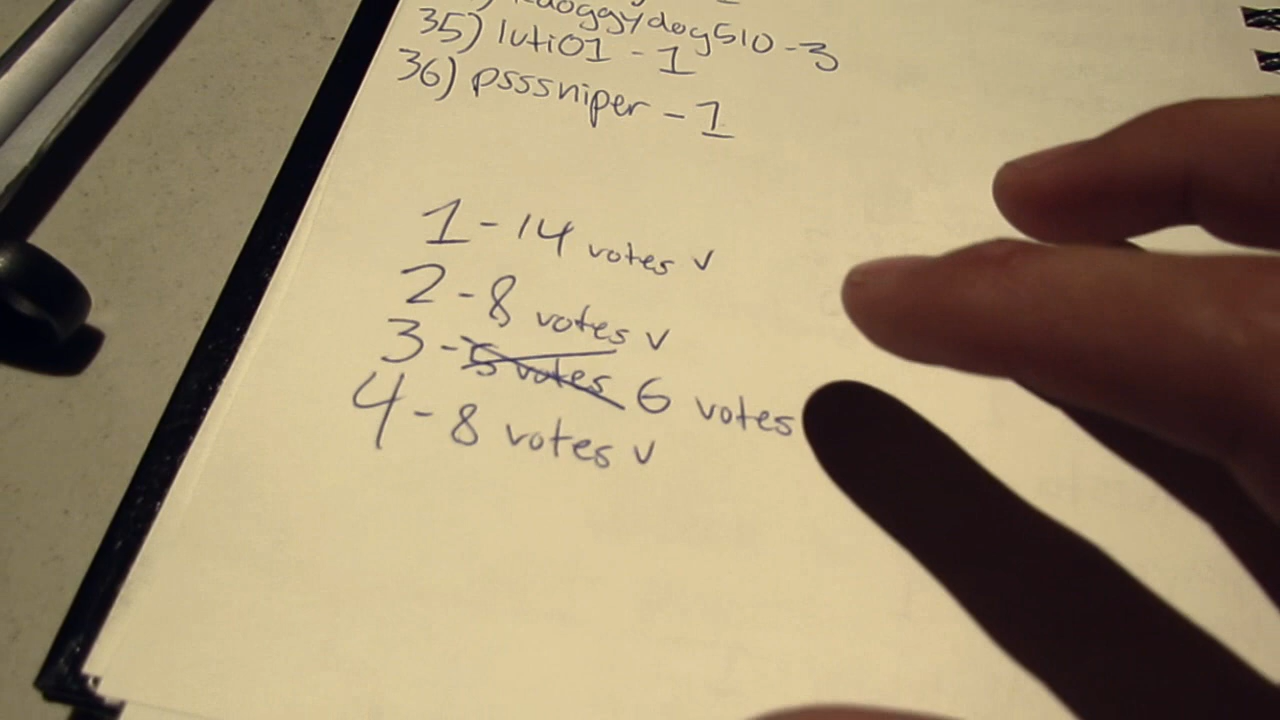 35) luti01 - 1
36) psssniper - 1
1 - 14 votes ✓
2 - 8 votes ✓
3 - 5 votes 6 votes
4 - 8 votes ✓